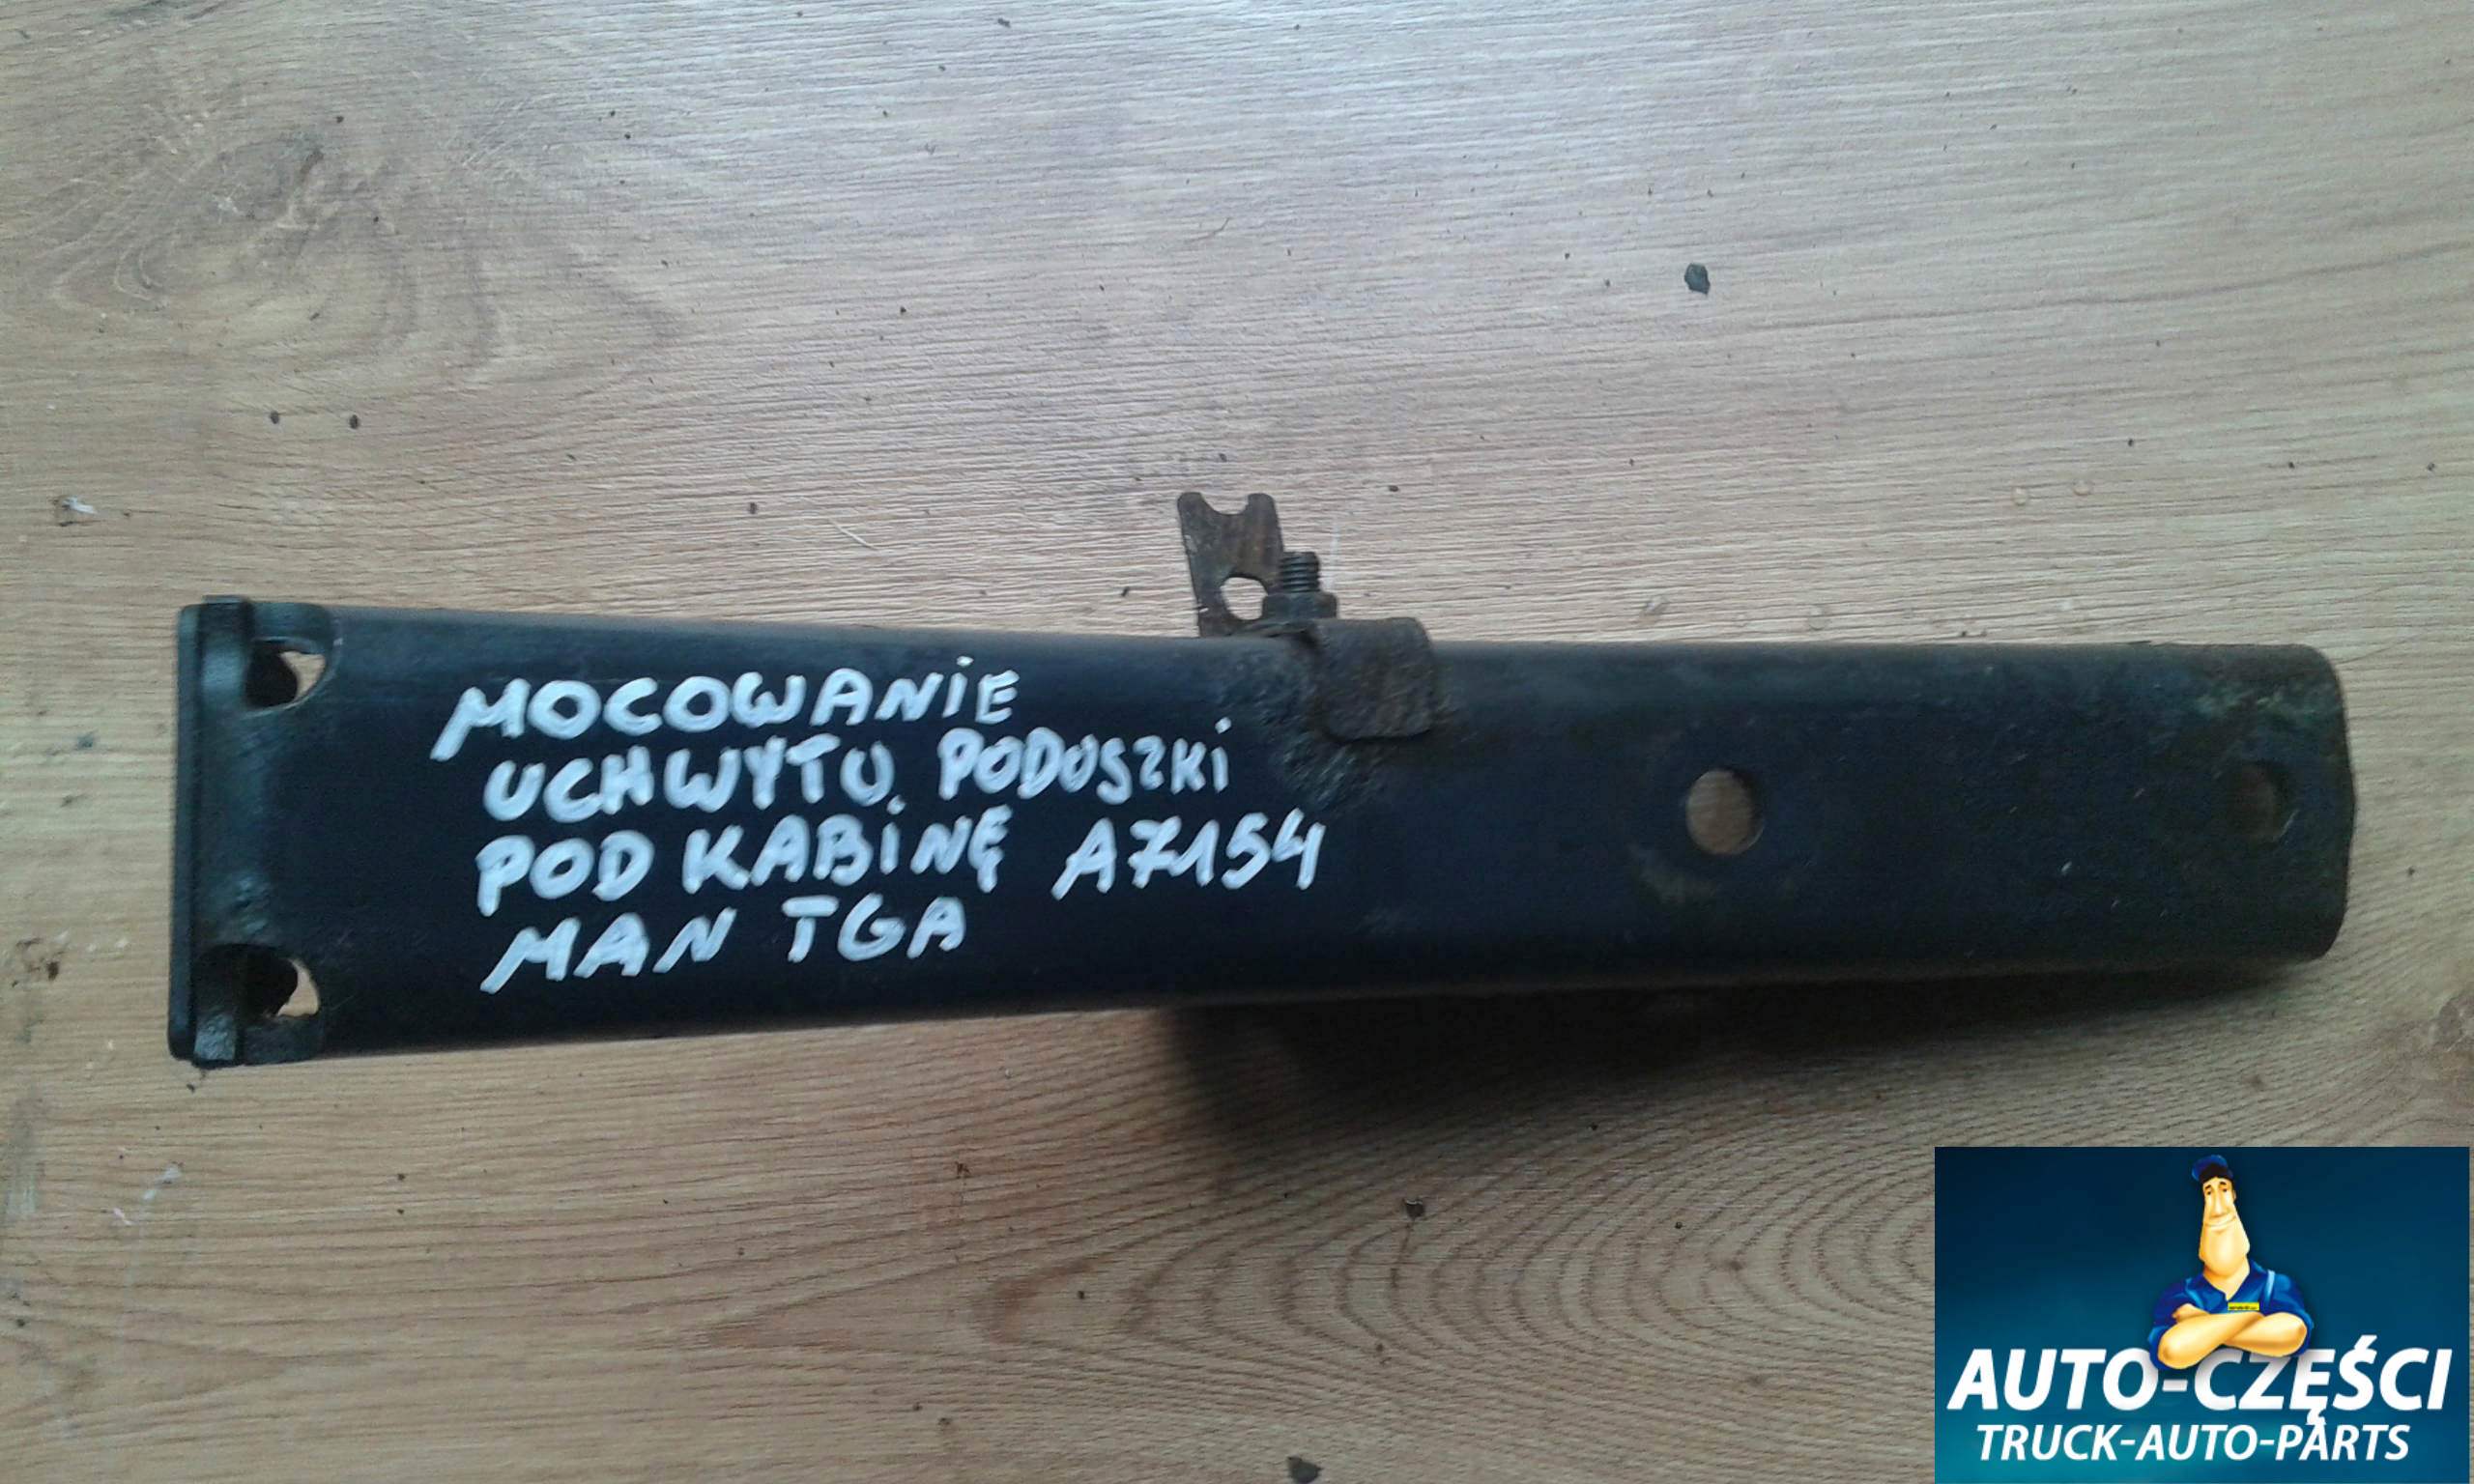 MOCOWANIE
UCHWYTU PODUSZKI
POD KABINĘ A7154
MAN TGA
AUTO-CZĘŚCI
TRUCK-AUTO-PARTS